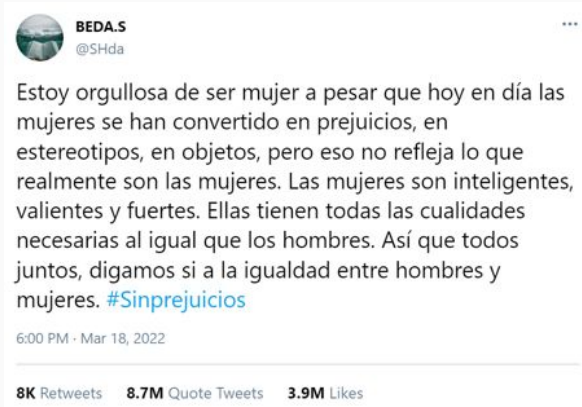 BEDA.S
@SHda
Estoy orgullosa de ser mujer a pesar que hoy en día las
mujeres se han convertido en prejuicios, en
estereotipos, en objetos, pero eso no refleja lo que
realmente son las mujeres. Las mujeres son inteligentes,
valientes y fuertes. Ellas tienen todas las cualidades
necesarias al igual que los hombres. Así que todos
juntos, digamos si a la igualdad entre hombres y
mujeres. #Sinprejuicios
6:00 PM · Mar 18, 2022
8K Retweets 8.7M Quote Tweets 3.9M Likes